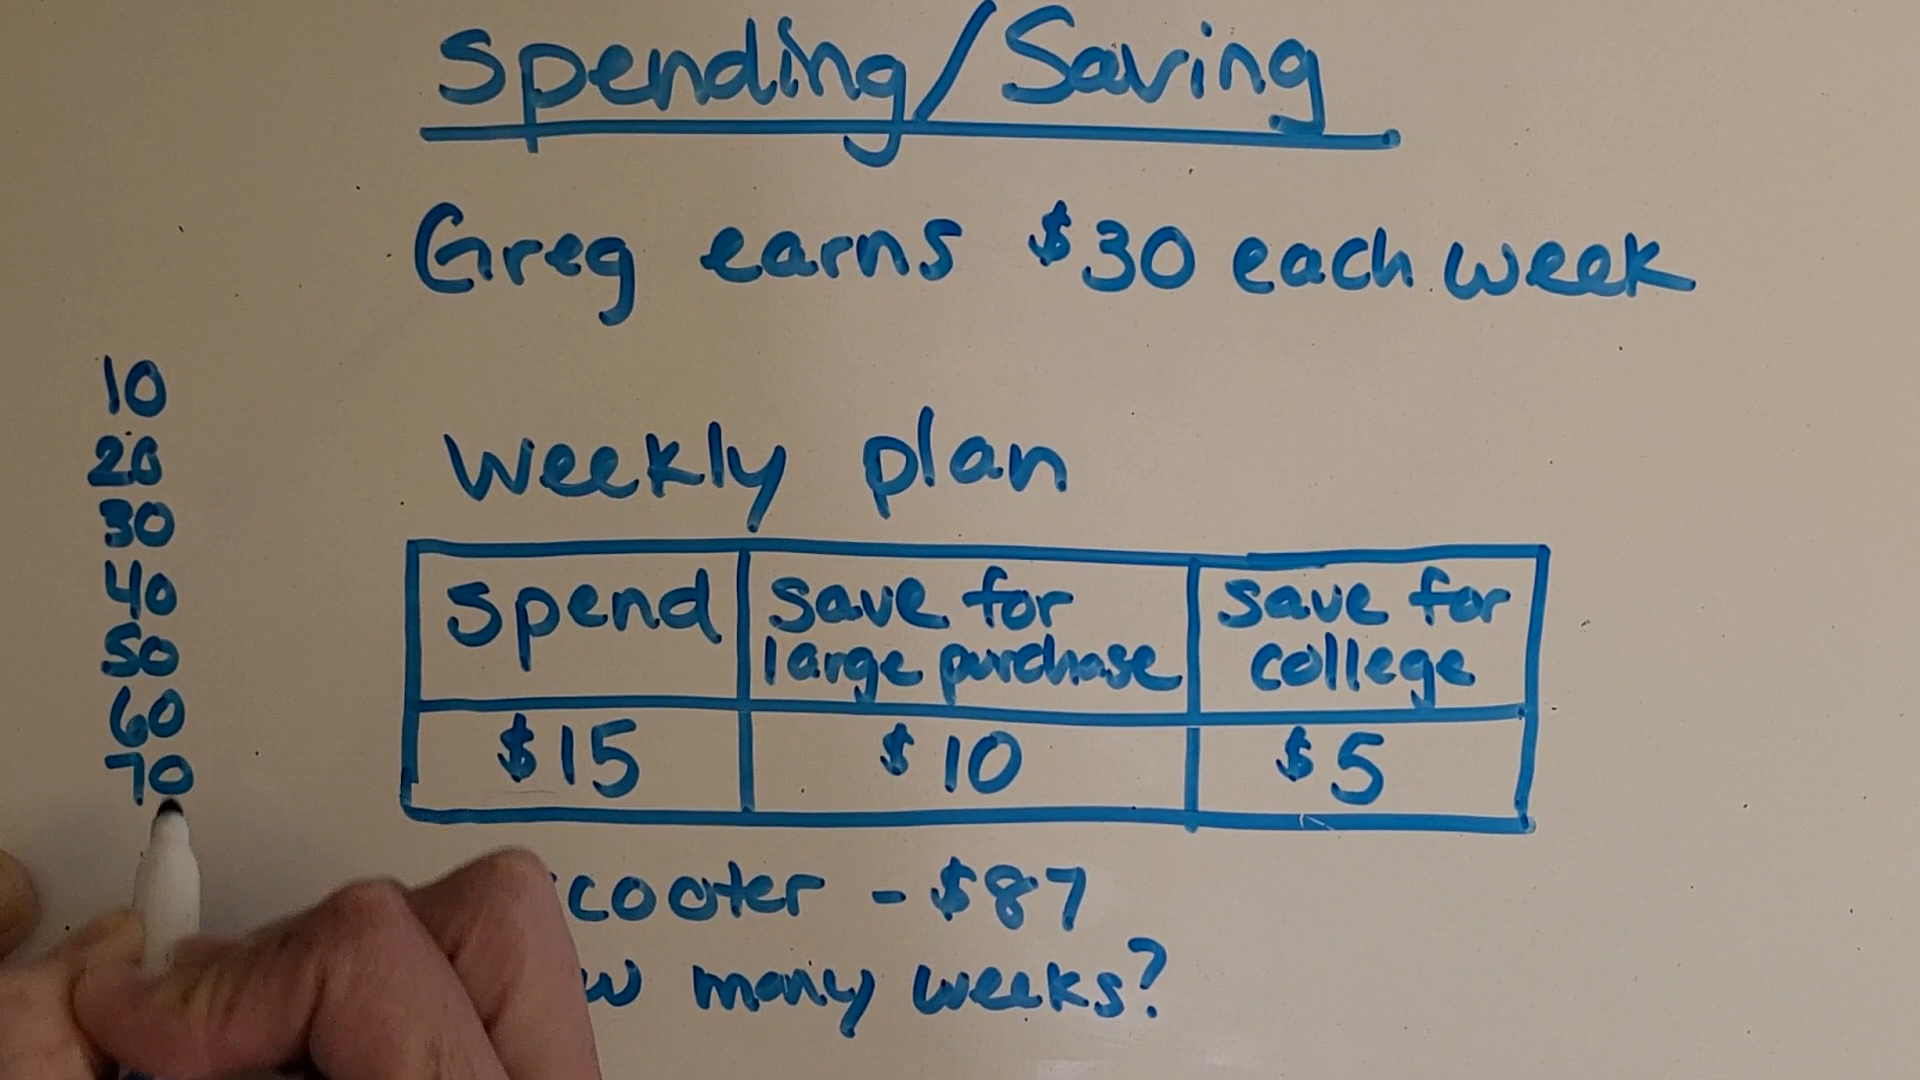 Spending/Saving
Greg earns $30 each week
10
20
30
40
50
60
70
Weekly plan
Spend
save for large purchase
save for college
$15
$10
$5
cooter - $87
w many weeks?